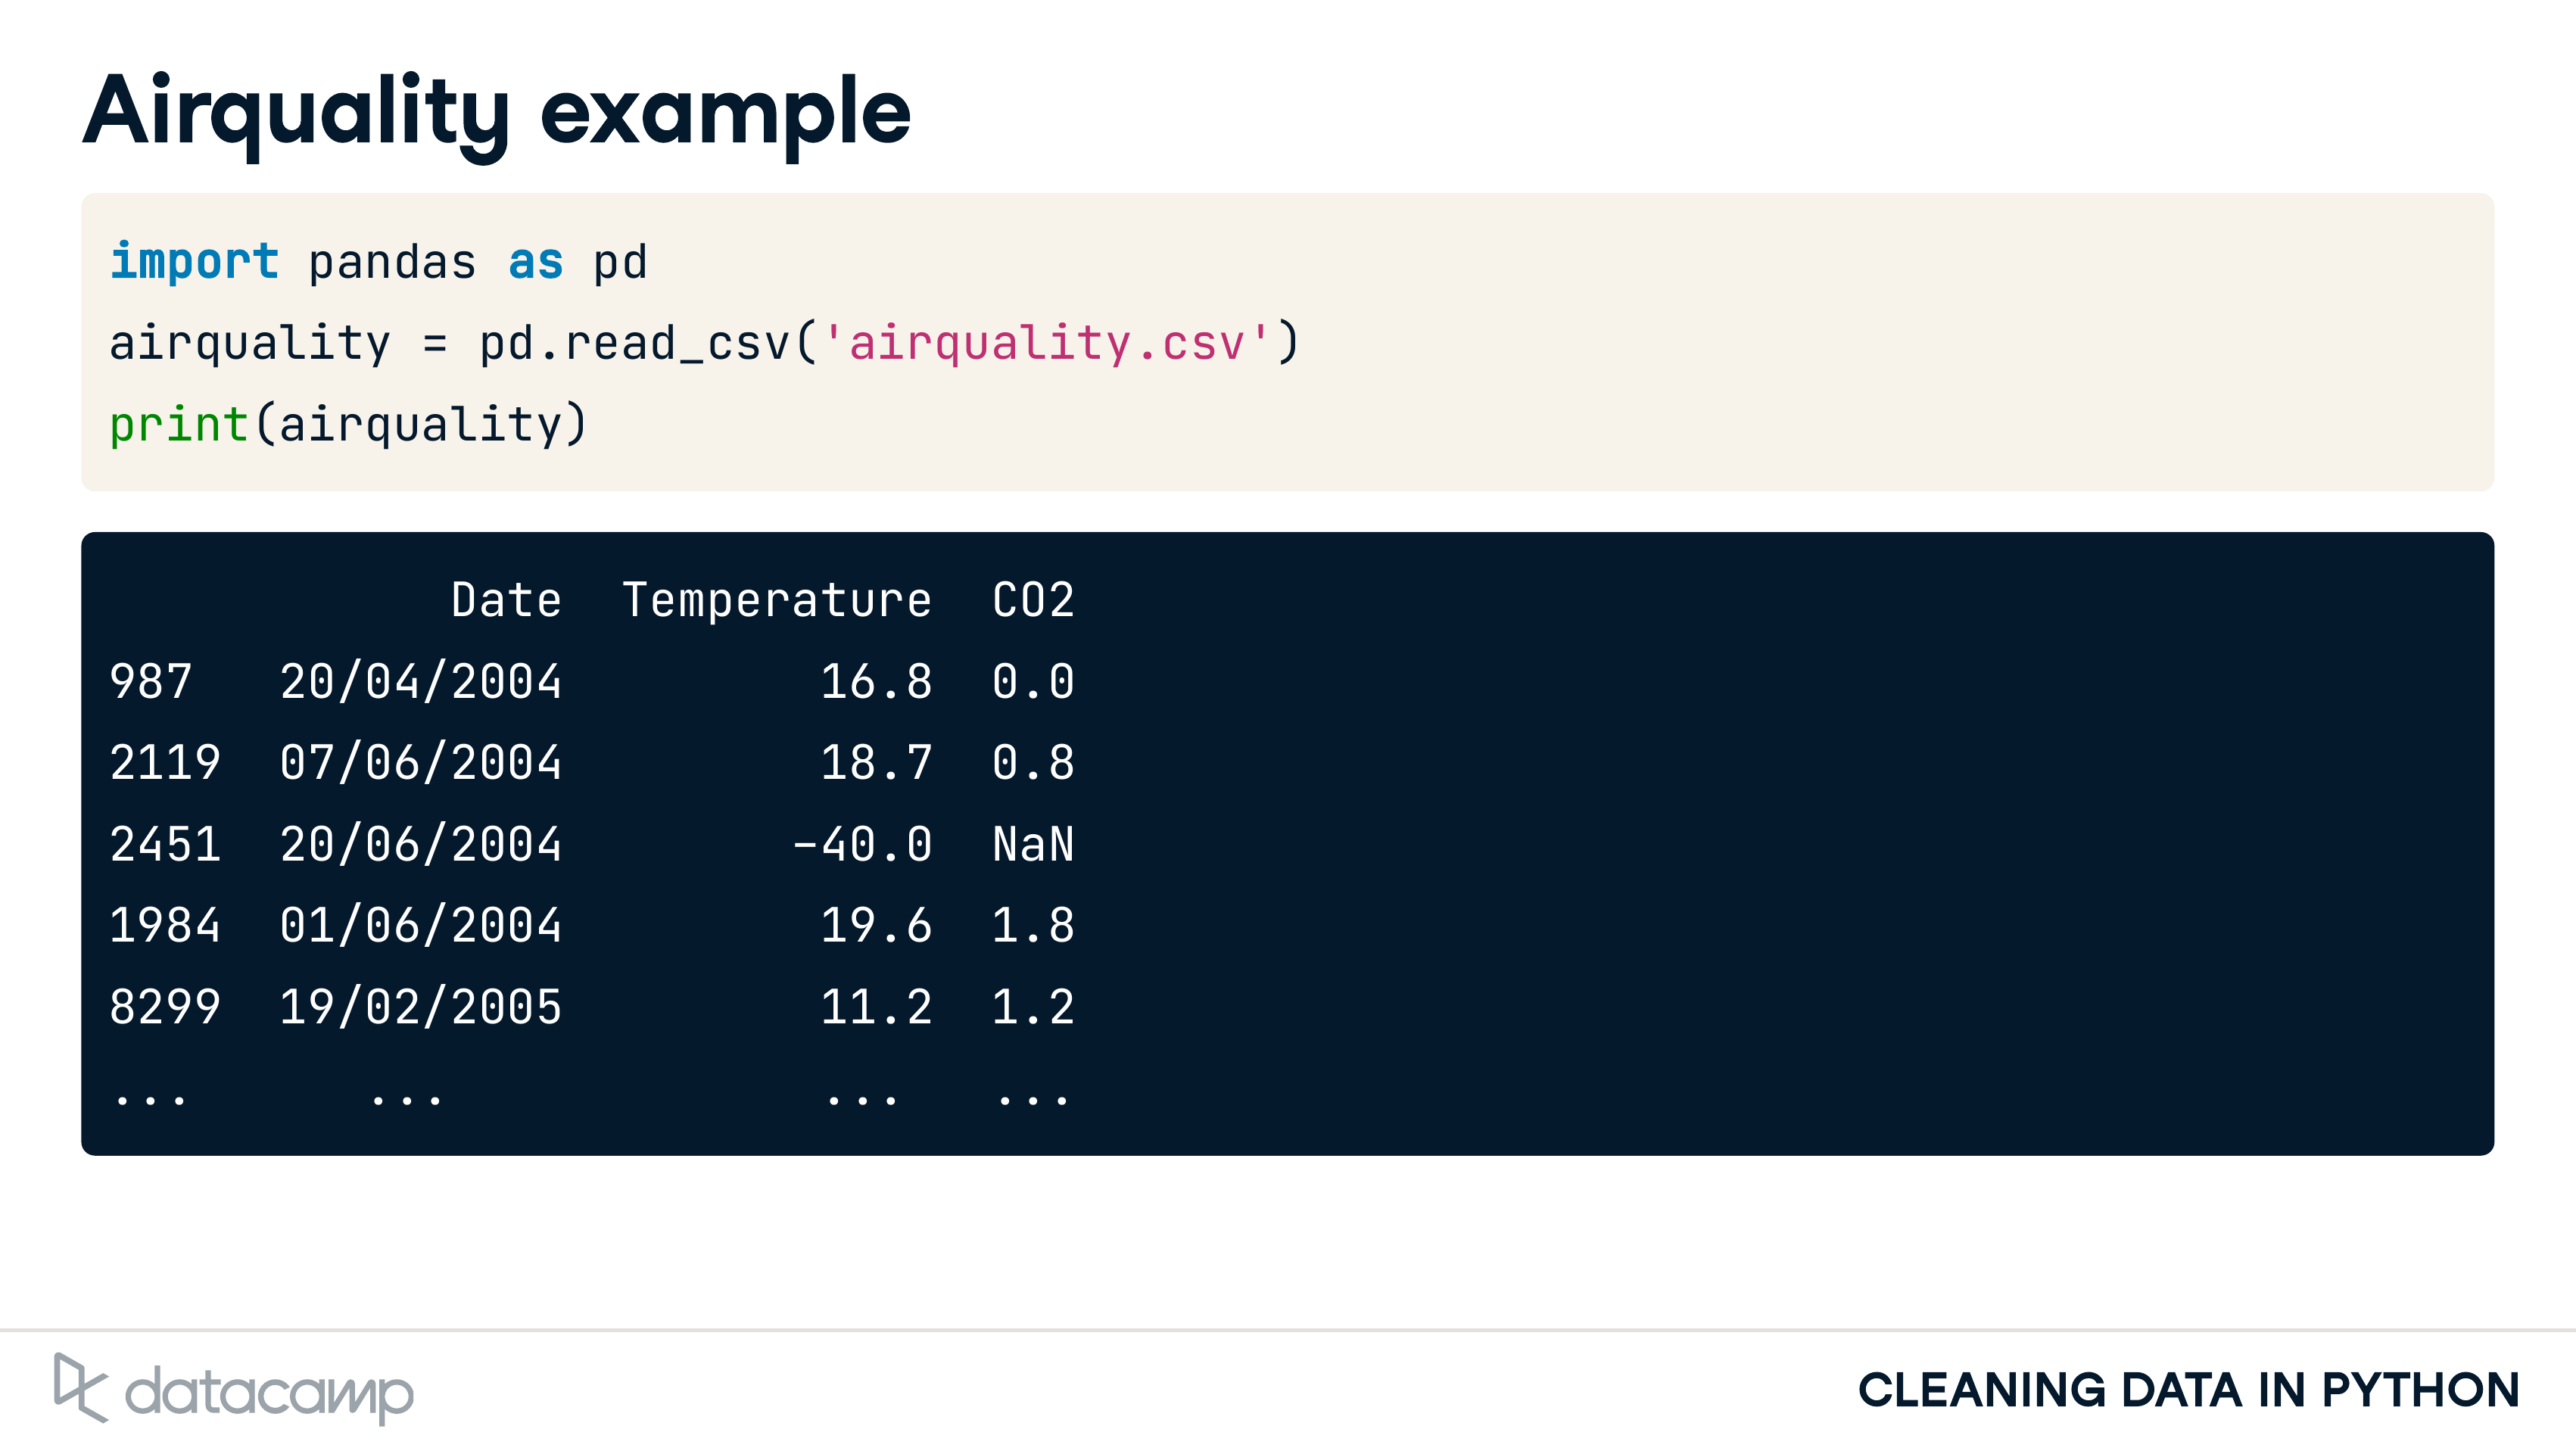 Airquality example
import pandas as pd
airquality = pd.read_csv('airquality.csv')
print(airquality)
Date Temperature CO2
987 20/04/2004 16.8 0.0
2119 07/06/2004 18.7 0.8
2451 20/06/2004 -40.0 NaN
1984 01/06/2004 19.6 1.8
8299 19/02/2005 11.2 1.2
... ... ... ...
datacamp
CLEANING DATA IN PYTHON